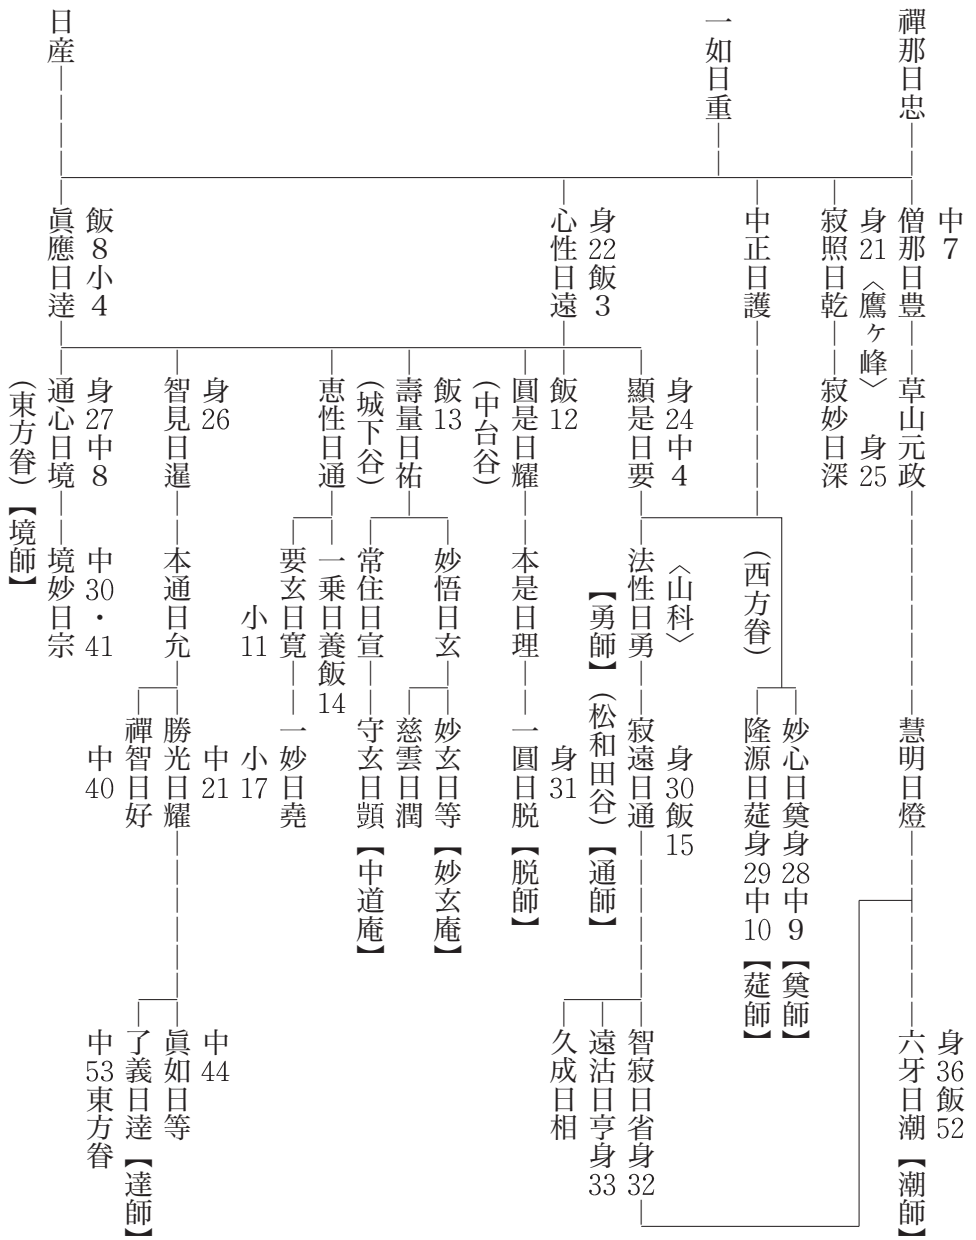 禪那日忠
一如日重
日産
中7
僧那日豊
草山元政
慧明日燈
身36飯52
六牙日潮【潮師】
身21〈鷹ヶ峰〉
身25
寂照日乾
寂妙日深
中正日護
(西方眷)
妙心日奠身28中9【奠師】
隆源日莚身29中10【莚師】
身22飯3
心性日遠
身24中4
顯是日要
〈山科〉
法性日勇
【勇師】
身30飯15
寂遠日通
(松和田谷)【通師】
智寂日省身32
遠沾日亨身33
久成日相
飯12
圓是日耀
(中台谷)
本是日理
身31
一圓日脱【脱師】
飯13
壽量日祐
(城下谷)
妙悟日玄
妙玄日等【妙玄庵】
慈雲日潤
常住日宣
守玄日顗【中道庵】
恵性日通
一乗日養飯14
要玄日寛
小11
一妙日堯
小17
飯8小4
眞應日逹
身26
智見日暹
本通日允
中21
勝光日耀
禪智日好
中40
中44
眞如日等
了義日逹【達師】
中53東方眷
身27中8
通心日境
(東方眷)【境師】
中30・41
境妙日宗